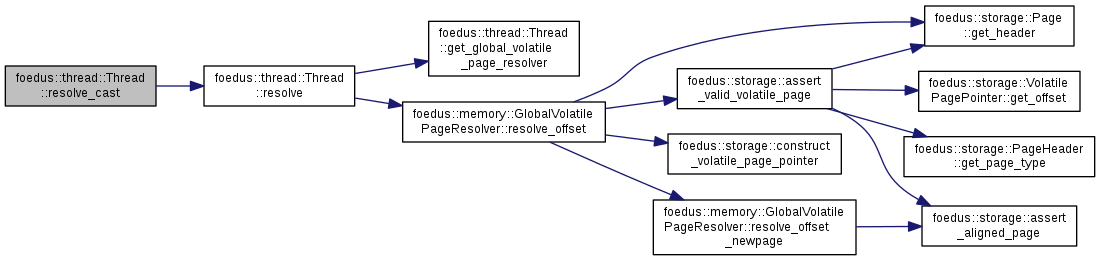 foedus::thread::Thread
::resolve_cast
foedus::thread::Thread
::resolve
foedus::thread::Thread
::get_global_volatile
_page_resolver
foedus::memory::GlobalVolatile
PageResolver::resolve_offset
foedus::storage::assert
_valid_volatile_page
foedus::storage::construct
_volatile_page_pointer
foedus::memory::GlobalVolatile
PageResolver::resolve_offset
_newpage
foedus::storage::Page
::get_header
foedus::storage::Volatile
PagePointer::get_offset
foedus::storage::PageHeader
::get_page_type
foedus::storage::assert
_aligned_page